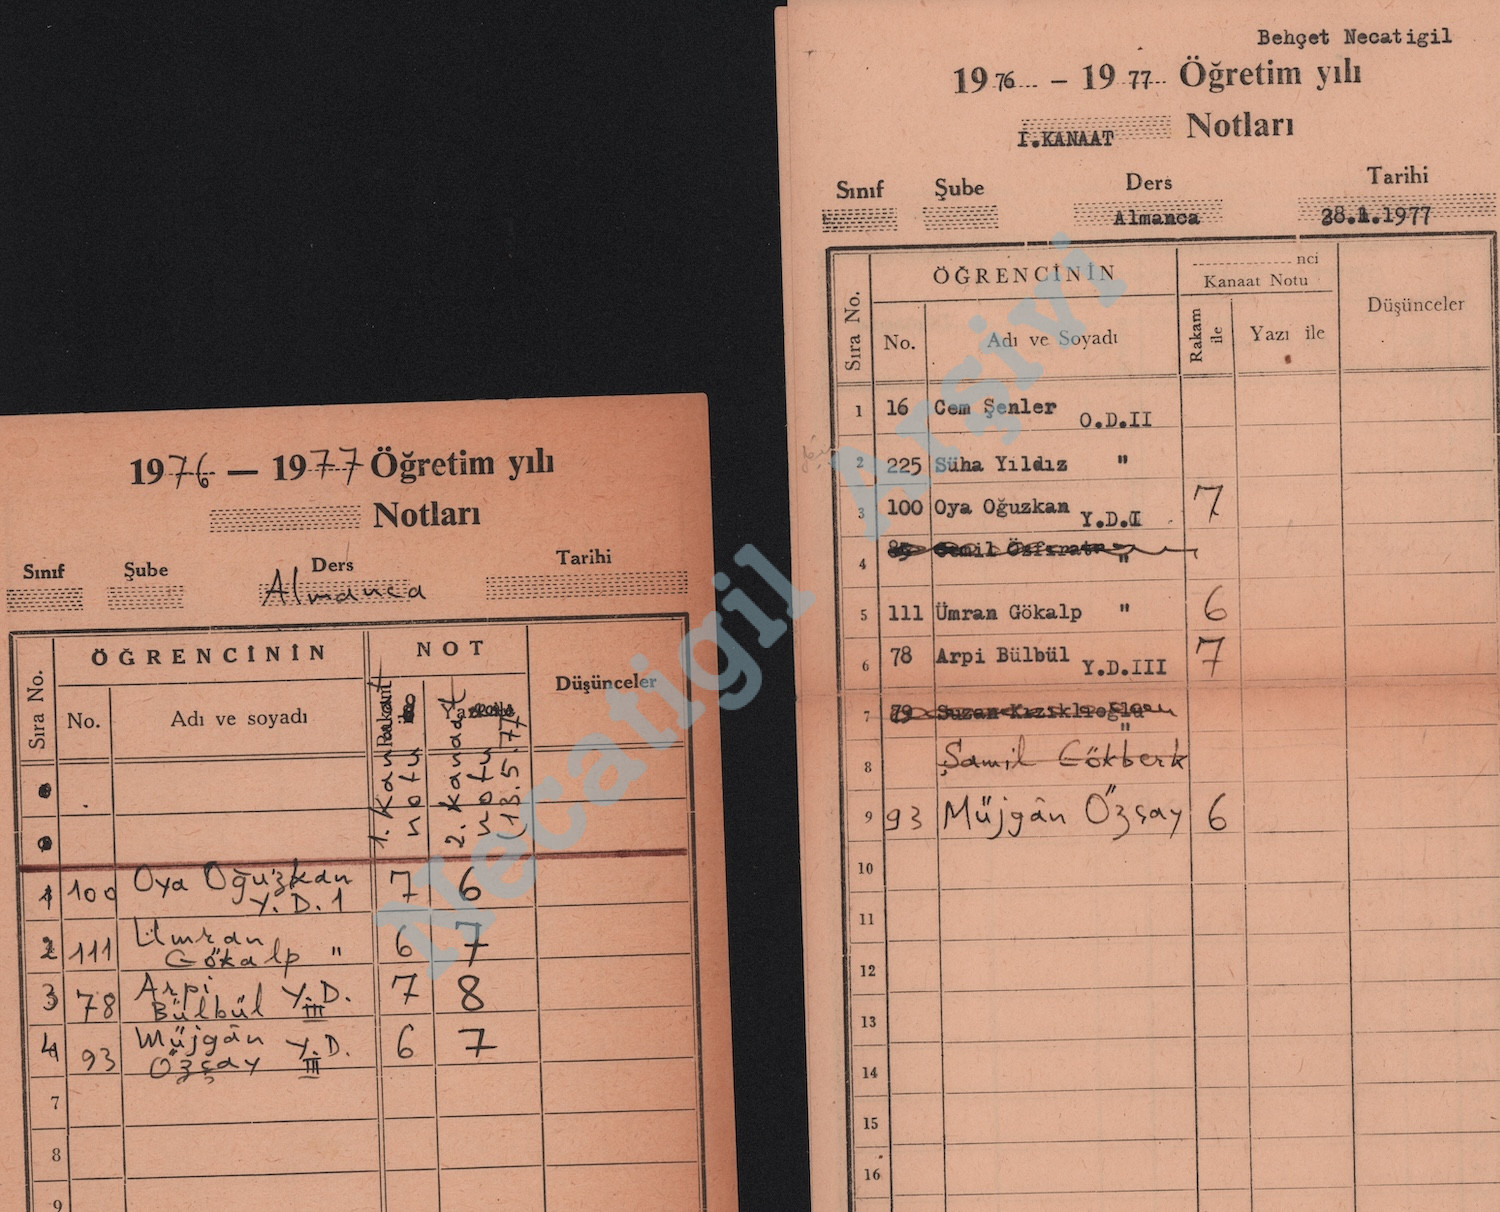 1976 — 1977 Öğretim yılı
Notları
Sınıf Şube Ders Tarihi
Almanca
Sıra No. ÖĞRENCİNİN NOT Düşünceler
No. Adı ve soyadı
1. Kanaat notu
2. Kanaat notu (13.5.77)
1 100 Oya Oğuzkan 7 6
Y. D. 1
2 111 Ümran 6 7
Gökalp "
3 78 Arpi Y. D. 7 8
Bülbül III
4 93 Müjgân Y. D. 6 7
Özçay III
7
8
9
Behçet Necatigil
1976 – 1977 Öğretim yılı
I.KANAAT Notları
Sınıf Şube Ders Tarihi
Almanca 28.1.1977
Sıra No. ÖĞRENCİNİN nci
Kanaat Notu Düşünceler
No. Adı ve Soyadı Rakam ile Yazı ile
1 16 Cem Şenler O.D.II
2 225 Süha Yıldız "
3 100 Oya Oğuzkan Y.D.I 7
4 "
5 111 Ümran Gökalp " 6
6 78 Arpi Bülbül Y.D.III 7
7 79 Suzan Kızıklıoğlu "
8 Şamil Gökberk
9 93 Müjgân Özçay 6
10
11
12
13
14
15
16
Necatigil Arşivi